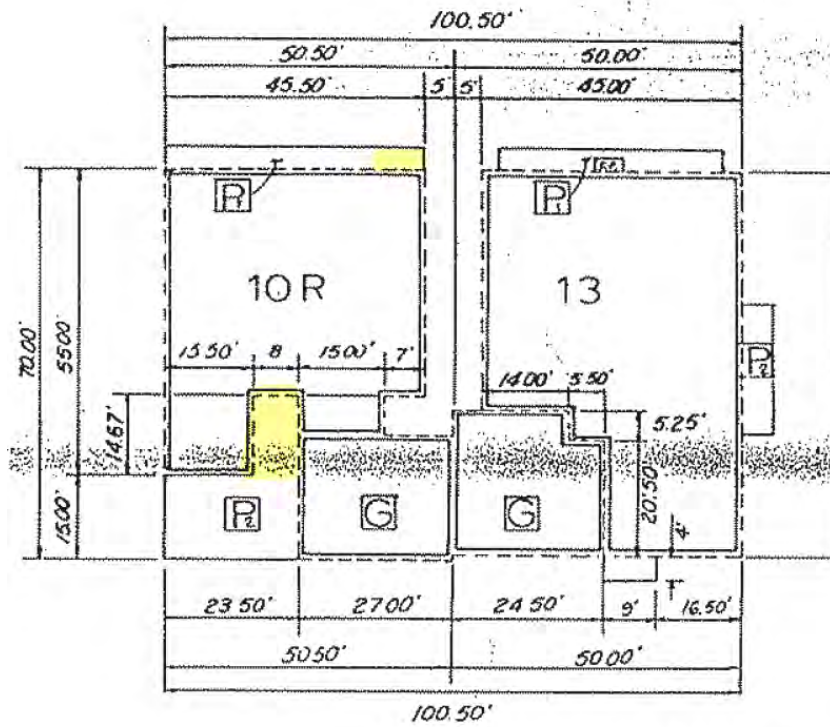 100.50'
50.50' 50.00'
45.50' 5' 5' 45.00'
P1 P1
10 R 13
70.00' 55.00'
15.50' 8 15.00' 7' 14.00' 5.50'
P2
14.67' 5.25'
20.50'
15.00' P2 G G 4'
23.50' 27.00' 24.50' 9' 16.50'
50.50' 50.00'
100.50'